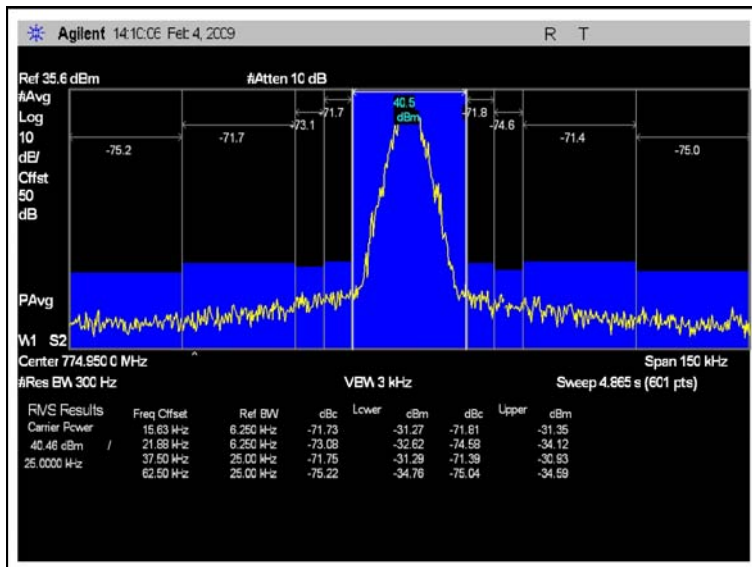 Agilent 14:10:06 Feb 4, 2009 R T
Ref 35.6 dBm #Atten 10 dB
#Avg
Log
10
dB/
Offst
50
dB
PAvg
W1 S2
40.5
dBm
-75.2
-71.7
-73.1
-71.7
-71.8
-74.6
-71.4
-75.0
Center 774.950 0 MHz Span 150 kHz
#Res BW 300 Hz VBW 3 kHz Sweep 4.865 s (601 pts)
RMS Results Freq Offset Ref BW dBc Lower dBm dBc Upper dBm
Carrier Power 15.63 kHz 6.250 kHz -71.73 -31.27 -71.81 -31.35
40.46 dBm / 21.88 kHz 6.250 kHz -73.08 -32.62 -74.58 -34.12
25.0000 kHz 37.50 kHz 25.00 kHz -71.75 -31.29 -71.39 -30.93
62.50 kHz 25.00 kHz -75.22 -34.76 -75.04 -34.59